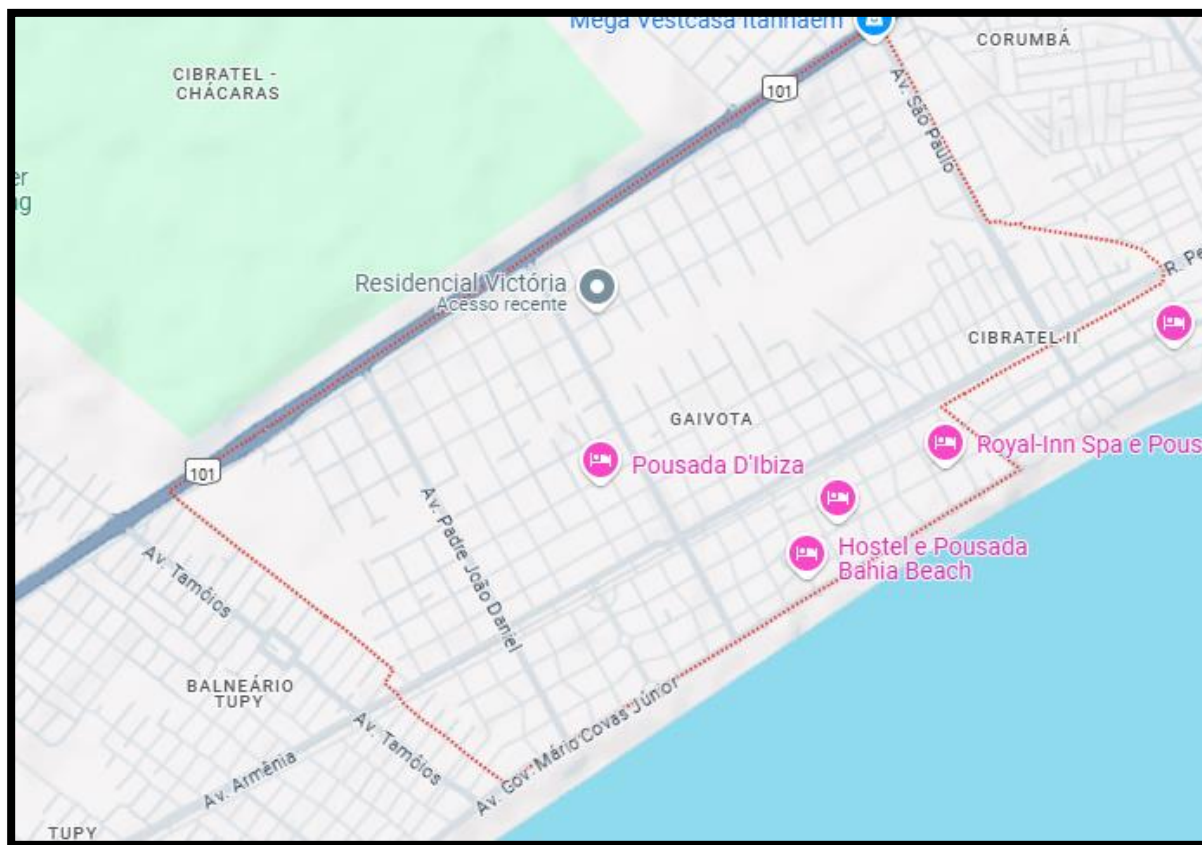 Mega Vestcasa Itanhaém
CORUMBÁ
CIBRATEL -
CHÁCARAS
101
Av. São Paulo
er
ng
Residencial Victória
Acesso recente
R. Pe
CIBRATEL II
GAIVOTA
Royal-Inn Spa e Pous
Pousada D'Ibiza
101
Av. Padre João Daniel
Hostel e Pousada
Bahia Beach
Av. Tamóios
BALNEÁRIO
TUPY
Av. Gov. Mário Covas Júnior
Av. Tamóios
Av. Armênia
TUPY